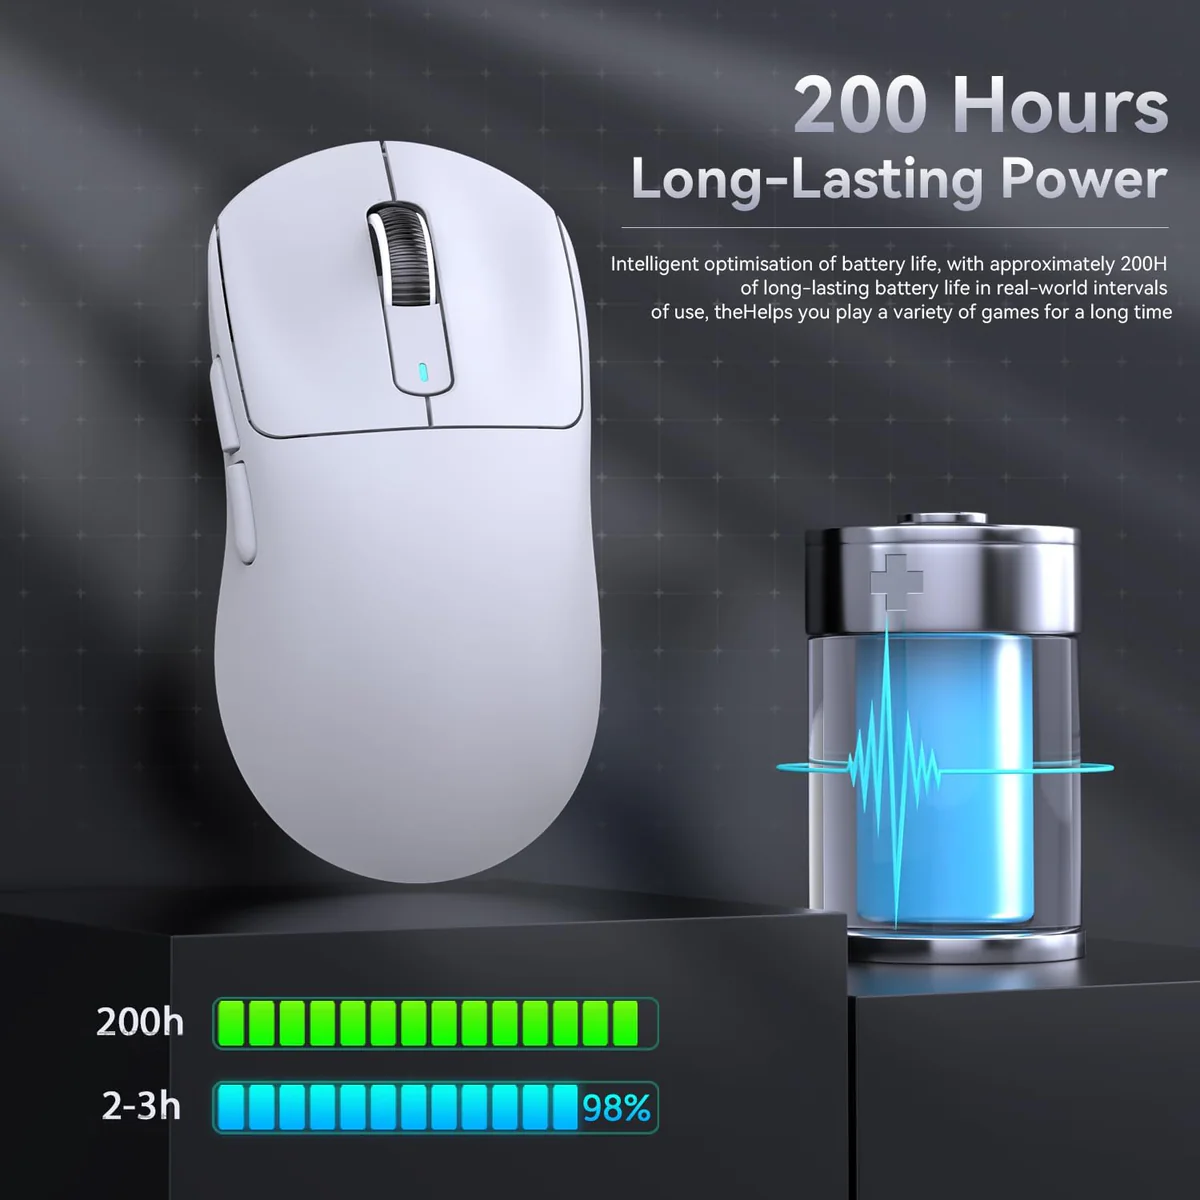 200 Hours
Long-Lasting Power
Intelligent optimisation of battery life, with approximately 200H
of long-lasting battery life in real-world intervals
of use, theHelps you play a variety of games for a long time
200h
2-3h
98%